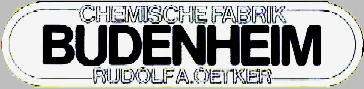 CHEMISCHE FABRIK
BUDENHEIM
RUDOLF A. OETKER